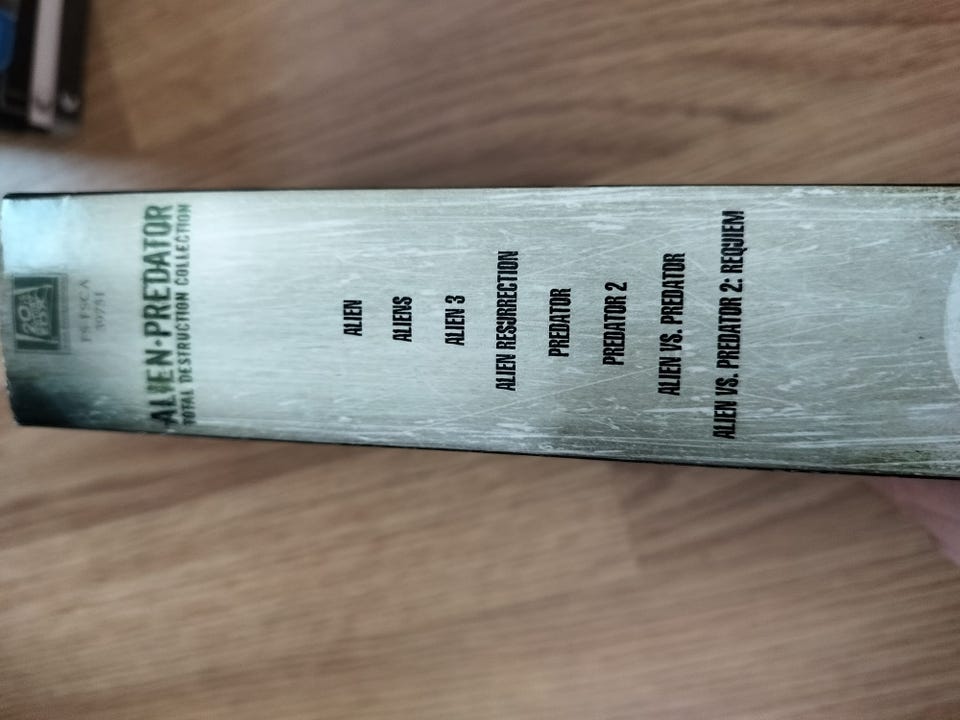 ALIEN-PREDATOR
TOTAL DESTRUCTION COLLECTION
ALIEN
ALIENS
ALIEN 3
ALIEN RESURRECTION
PREDATOR
PREDATOR 2
ALIEN VS. PREDATOR
ALIEN VS. PREDATOR 2: REQUIEM